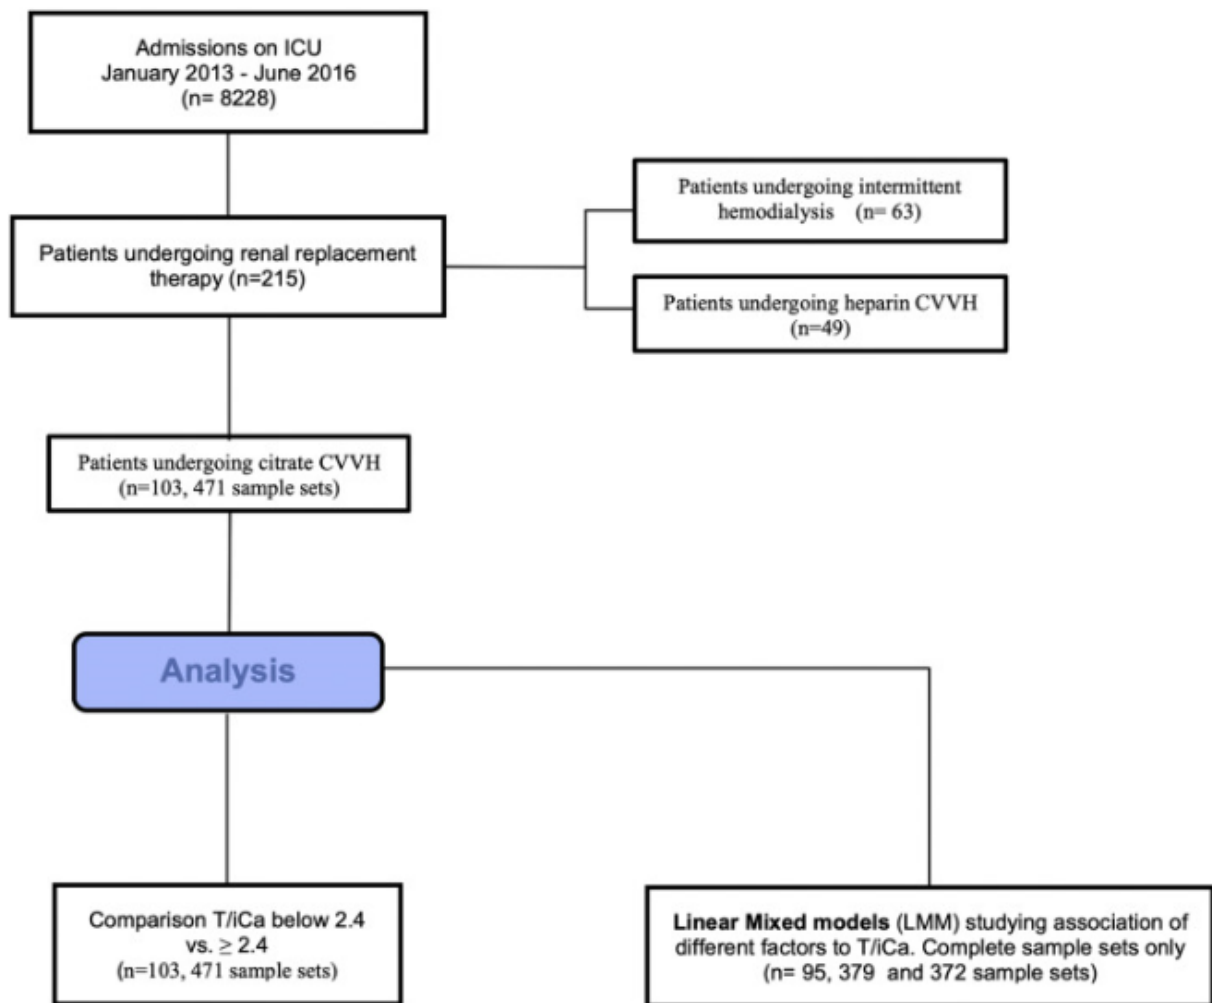 Admissions on ICU
January 2013 - June 2016
(n= 8228)
Patients undergoing intermittent
hemodialysis (n= 63)
Patients undergoing renal replacement
therapy (n=215)
Patients undergoing heparin CVVH
(n=49)
Patients undergoing citrate CVVH
(n=103, 471 sample sets)
Analysis
Comparison T/iCa below 2.4
vs. ≥ 2.4
(n=103, 471 sample sets)
Linear Mixed models (LMM) studying association of
different factors to T/iCa. Complete sample sets only
(n= 95, 379 and 372 sample sets)